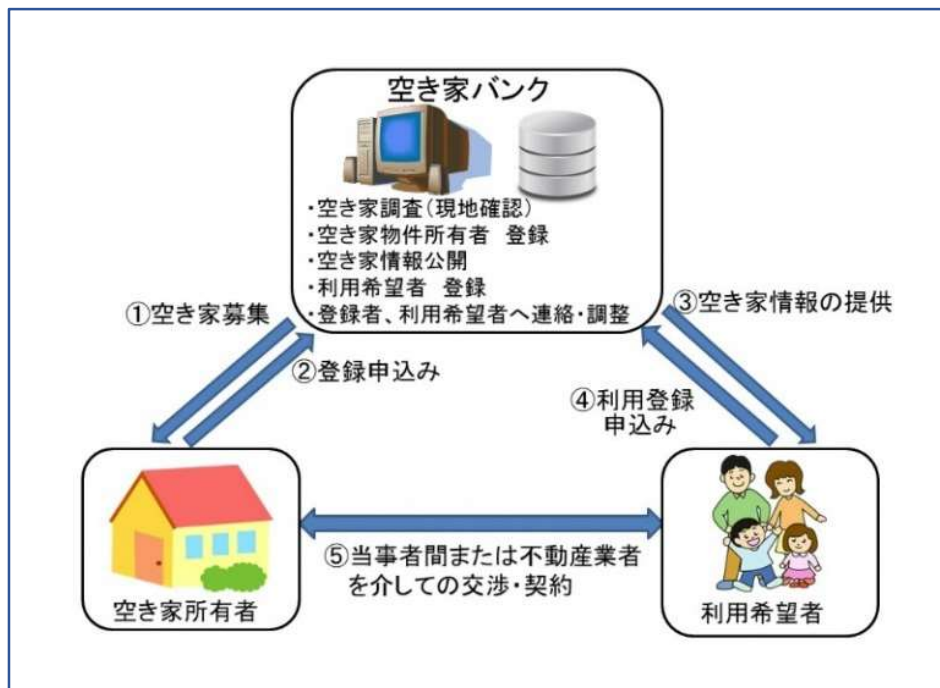 空き家バンク
・空き家調査(現地確認)
・空き家物件所有者 登録
・空き家情報公開
・利用希望者 登録
・登録者、利用希望者へ連絡・調整
①空き家募集
②登録申込み
③空き家情報の提供
④利用登録
申込み
空き家所有者
⑤当事者間または不動産業者
を介しての交渉・契約
利用希望者